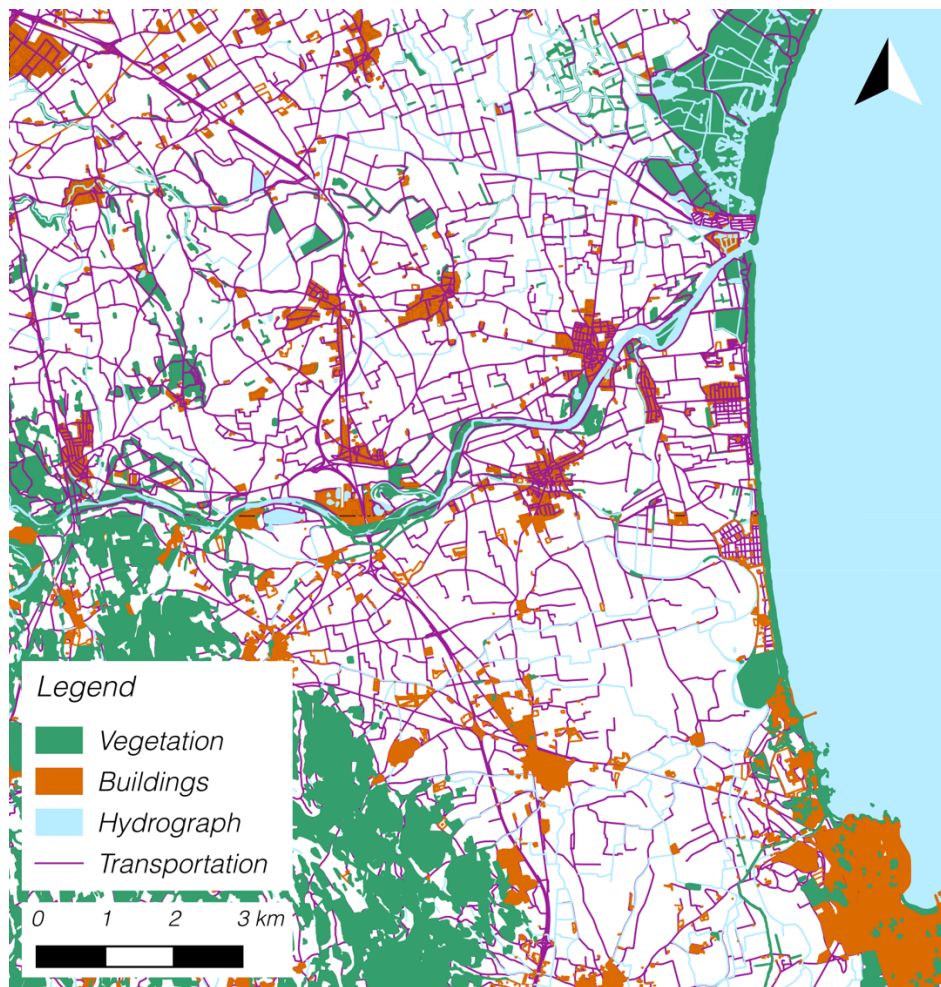 Legend
Vegetation
Buildings
Hydrograph
Transportation
0 1 2 3 km